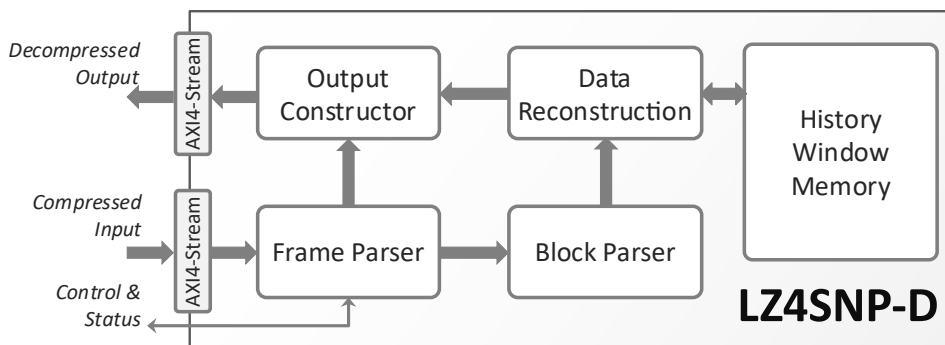 Decompressed
Output
AXI4-Stream
Output
Constructor
Data
Reconstruction
History
Window
Memory
Compressed
Input
AXI4-Stream
Frame Parser
Block Parser
Control &
Status
LZ4SNP-D